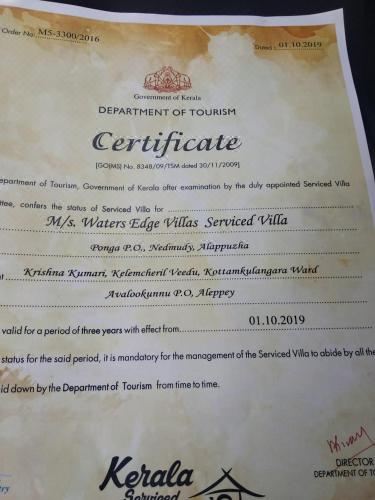 Order No: M5-3300/2016
Dated: 01.10.2019
Government of Kerala
DEPARTMENT OF TOURISM
Certificate
[GO(MS) No. 8348/09/TSM dated 30/11/2009]
epartment of Tourism, Government of Kerala after examination by the duly appointed Serviced Villa
ttee, confers the status of Serviced Villa for
M/s. Waters Edge Villas Serviced Villa
Ponga P.O., Nedmudy, Alappuzha
Krishna Kumari, Kelemcheril Veedu, Kottamkulangara Ward
Avalookunnu P.O, Aleppey
valid for a period of three years with effect from 01.10.2019
status for the said period, it is mandatory for the management of the Serviced Villa to abide by all the
id down by the Department of Tourism from time to time.
DIRECTOR
DEPARTMENT OF TO
Kerala
Serviced
try